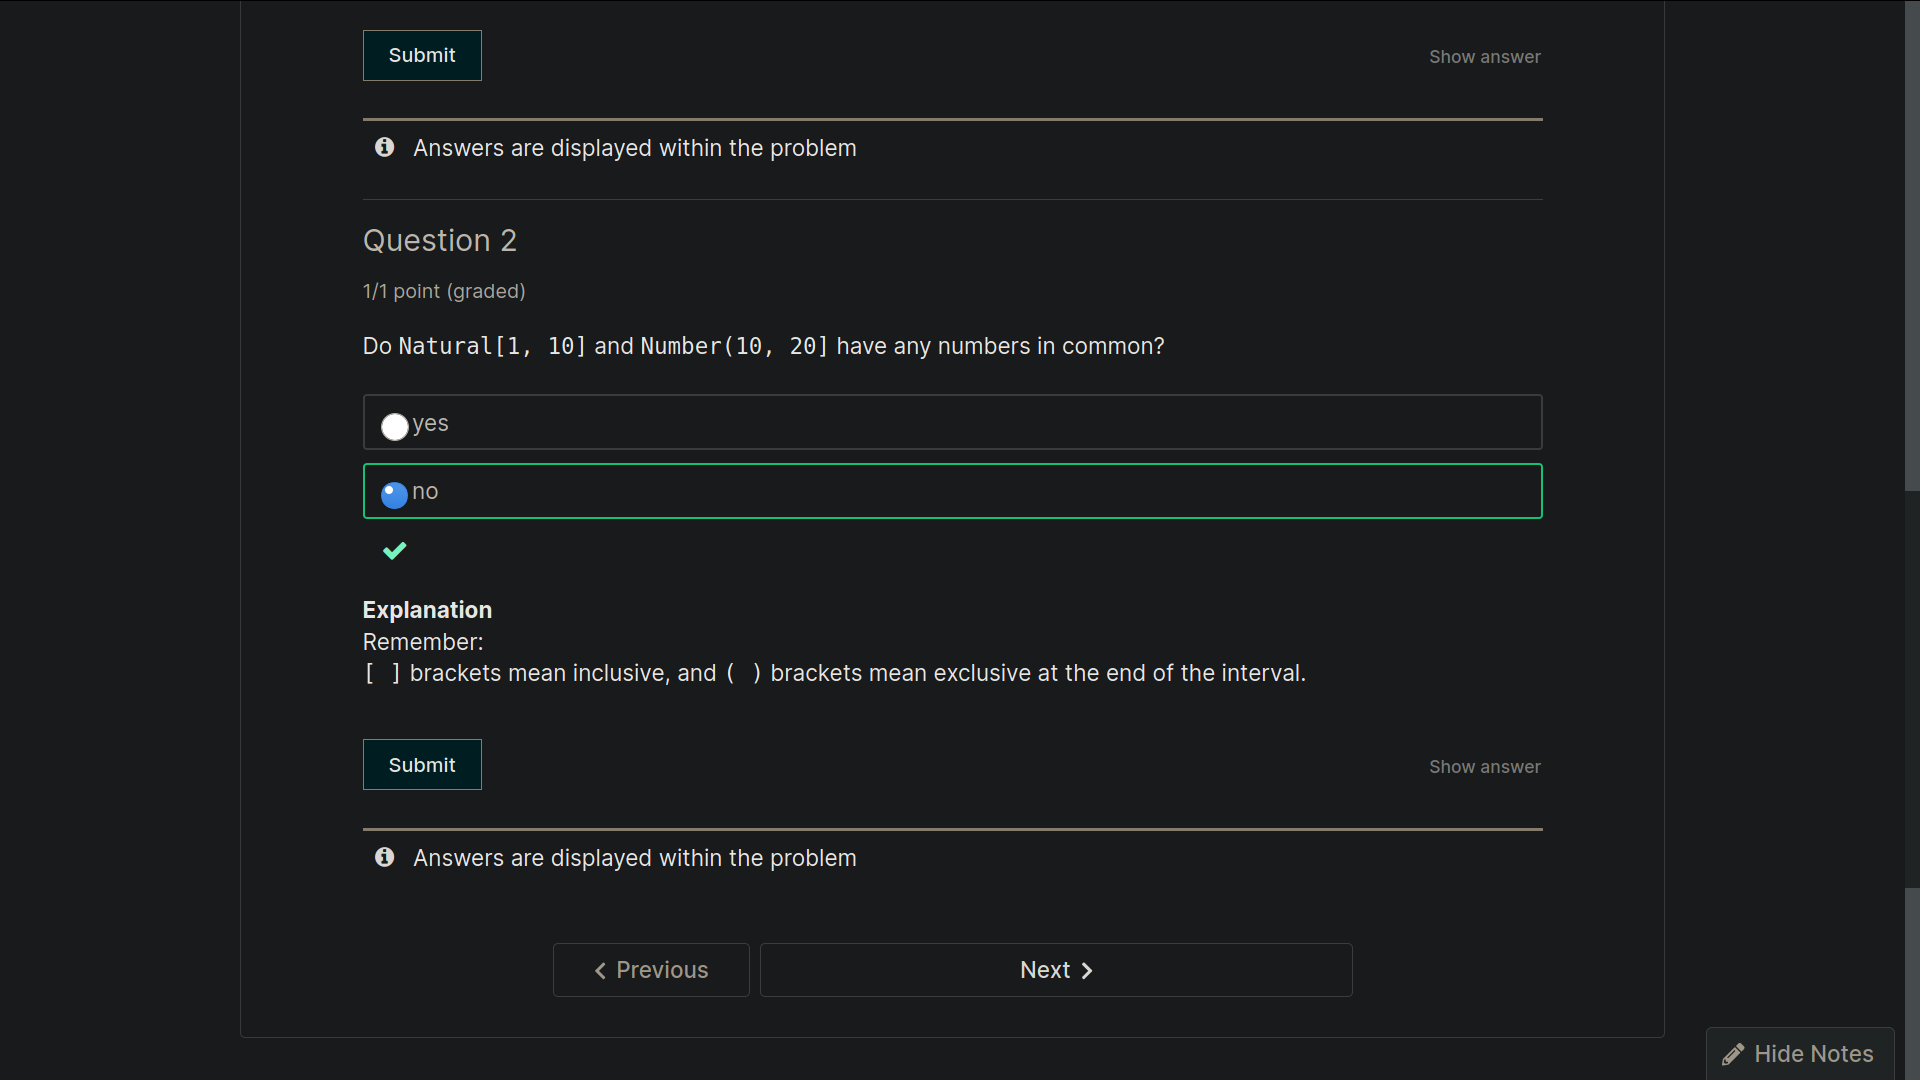 Submit
Show answer
Answers are displayed within the problem
Question 2
1/1 point (graded)
Do Natural[1, 10] and Number(10, 20] have any numbers in common?
yes
no
Explanation
Remember:
[ ] brackets mean inclusive, and ( ) brackets mean exclusive at the end of the interval.
Submit
Show answer
Answers are displayed within the problem
Previous
Next
Hide Notes